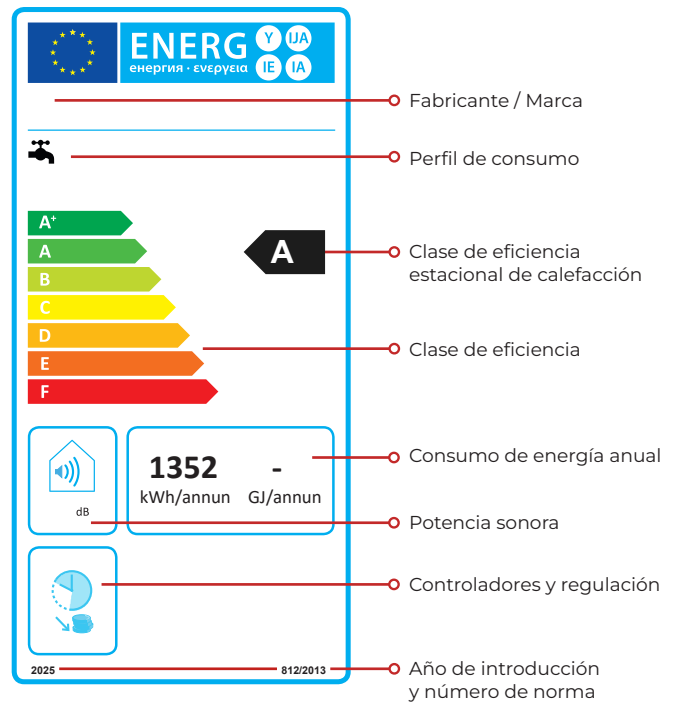 ENERG Y IJA
енергия · ενεργεια IE IA
Fabricante / Marca
Perfil de consumo
A+
A
B
C
D
E
F
A
Clase de eficiencia
estacional de calefacción
Clase de eficiencia
1352 -
kWh/annun GJ/annun
dB
Consumo de energía anual
Potencia sonora
Controladores y regulación
2025 812/2013
Año de introducción
y número de norma